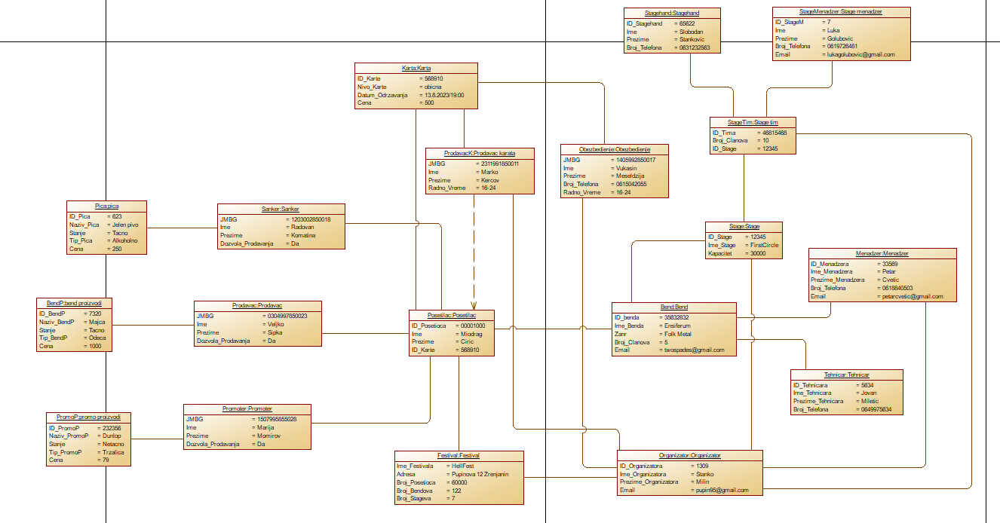 Stagehand:Stagehand
ID_Stagehand = 65622
Ime = Slobodan
Prezime = Stankovic
Broj_Telefona = 0631232563
StageMenadzer:Stage menadzer
ID_StageM = 7
Ime = Luka
Prezime = Golubovic
Broj_Telefona = 0619726481
Email = lukagolubovic@gmail.com
Karta:Karta
ID_Karte = 568910
Nivo_Karte = obicna
Datum_Odrzavanja = 13.8.2023/19:00
Cena = 500
StageTim:Stage tim
ID_Tima = 46815468
Broj_Clanova = 10
ID_Stage = 12345
ProdavacK:Prodavac karata
JMBG = 2311991850011
Ime = Marko
Prezime = Kercov
Radno_Vreme = 16-24
Obezbedjenje:Obezbedjenje
JMBG = 1405992850017
Ime = Vukasin
Prezime = Meseldzija
Broj_Telefona = 0615042055
Radno_Vreme = 16-24
Pica:pica
ID_Pica = 623
Naziv_Pica = Jelen pivo
Stanje = Tacno
Tip_Pica = Alkoholno
Cena = 250
Sanker:Sanker
JMBG = 1203002850018
Ime = Radovan
Prezime = Komatina
Dozvola_Prodavanja = Da
Stage:Stage
ID_Stage = 12345
Ime_Stage = FirstCircle
Kapacitet = 30000
Menadzer:Menadzer
ID_Menadzera = 33569
Ime_Menadzera = Petar
Prezime_Menadzera = Cvetic
Broj_Telefona = 0618840503
Email = petarcvetic@gmail.com
BendP:bend proizvodi
ID_BendP = 7320
Naziv_BendP = Majca
Stanje = Tacno
Tip_BendP = Odeca
Cena = 1000
Prodavac:Prodavac
JMBG = 0304997850023
Ime = Veljko
Prezime = Sipka
Dozvola_Prodavanja = Da
Posetilac:Posetilac
ID_Posetioca = 00001000
Ime = Miodrag
Prezime = Ciric
ID_Karte = 568910
Bend:Bend
ID_benda = 35632832
Ime_Benda = Ensiferum
Zanr = Folk Metal
Broj_Clanova = 5
Email = twospades@gmail.com
Tehnicar:Tehnicar
ID_Tehnicara = 5634
Ime_Tehnicara = Jovan
Prezime_Tehnicara = Miletic
Broj_Telefona = 0649975634
PromoP:promo proizvodi
ID_PromoP = 232356
Naziv_PromoP = Dunlop
Stanje = Netacno
Tip_PromoP = Trzalica
Cena = 79
Promoter:Promoter
JMBG = 1507995855026
Ime = Marija
Prezime = Momirov
Dozvola_Prodavanja = Da
Festival:Festival
Ime_Festivala = HellFest
Adresa = Pupinova 12 Zrenjanin
Broj_Posetioca = 60000
Broj_Bendova = 122
Broj_Stageva = 7
Organizator:Organizator
ID_Organizatora = 1309
Ime_Organizatora = Stanko
Prezime_Organizatora = Milin
Email = pupin95@gmail.com